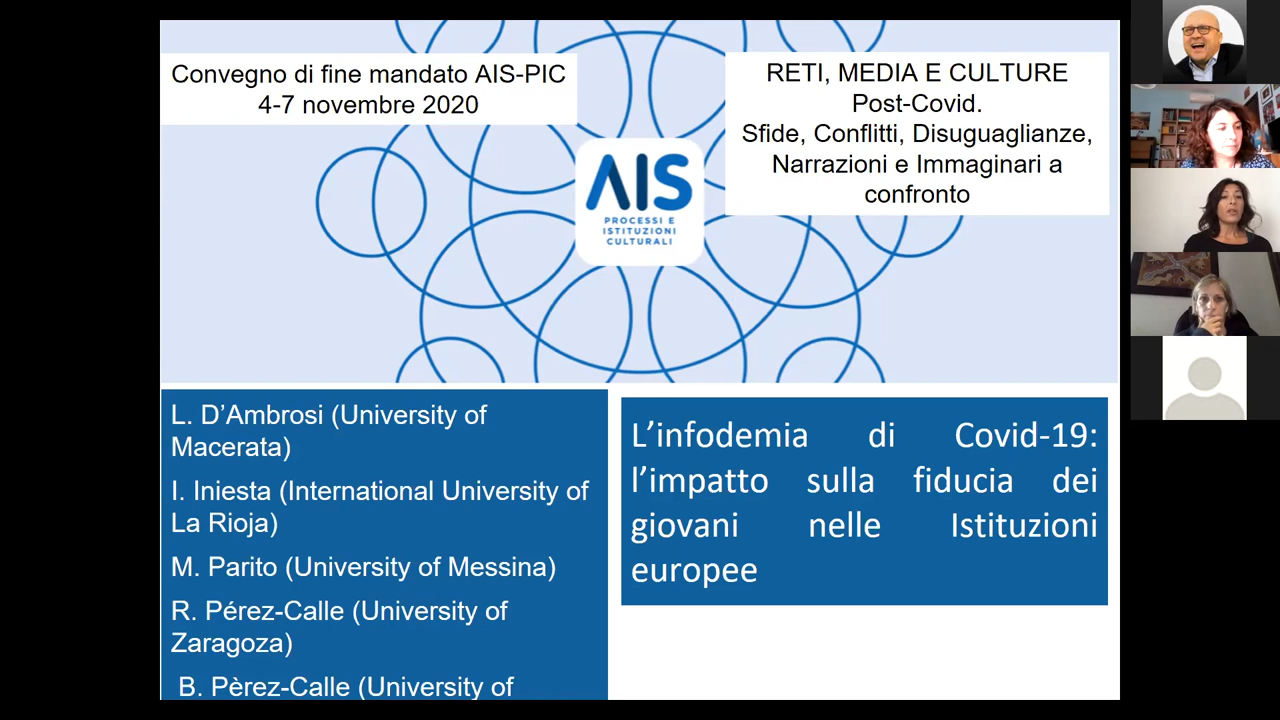 Convegno di fine mandato AIS-PIC
4-7 novembre 2020
RETI, MEDIA E CULTURE
Post-Covid.
Sfide, Conflitti, Disuguaglianze,
Narrazioni e Immaginari a
confronto
AIS
PROCESSI E
ISTITUZIONI
CULTURALI
L. D’Ambrosi (University of
Macerata)
I. Iniesta (International University of
La Rioja)
M. Parito (University of Messina)
R. Pérez-Calle (University of
Zaragoza)
B. Pèrez-Calle (University of
L’infodemia di Covid-19:
l’impatto sulla fiducia dei
giovani nelle Istituzioni
europee